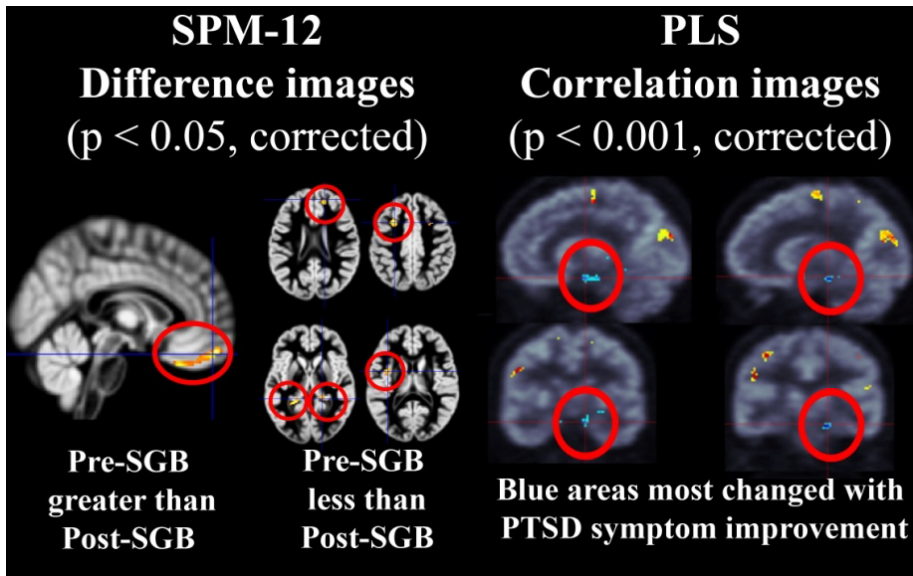 SPM-12
Difference images
(p < 0.05, corrected)
PLS
Correlation images
(p < 0.001, corrected)
Pre-SGB
greater than
Post-SGB
Pre-SGB
less than
Post-SGB
Blue areas most changed with
PTSD symptom improvement